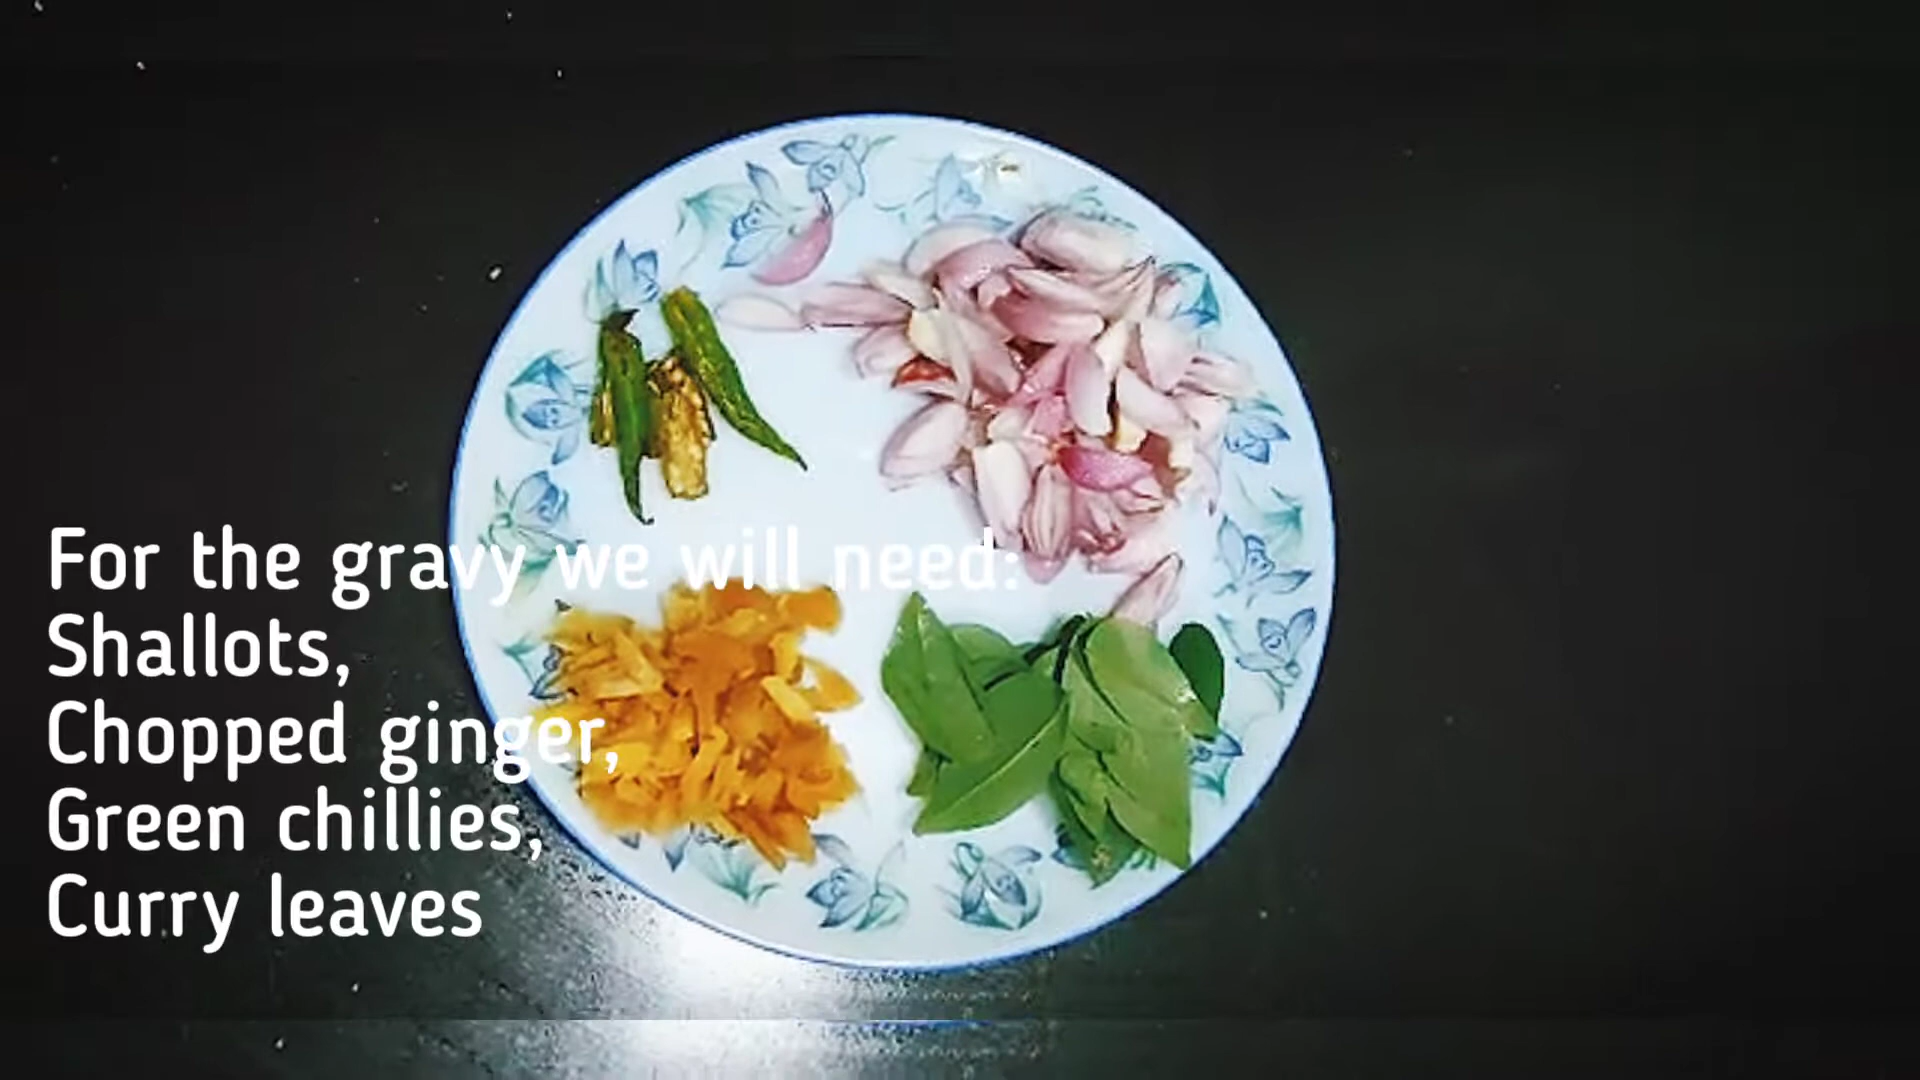 For the gravy we will need:
Shallots,
Chopped ginger,
Green chillies,
Curry leaves